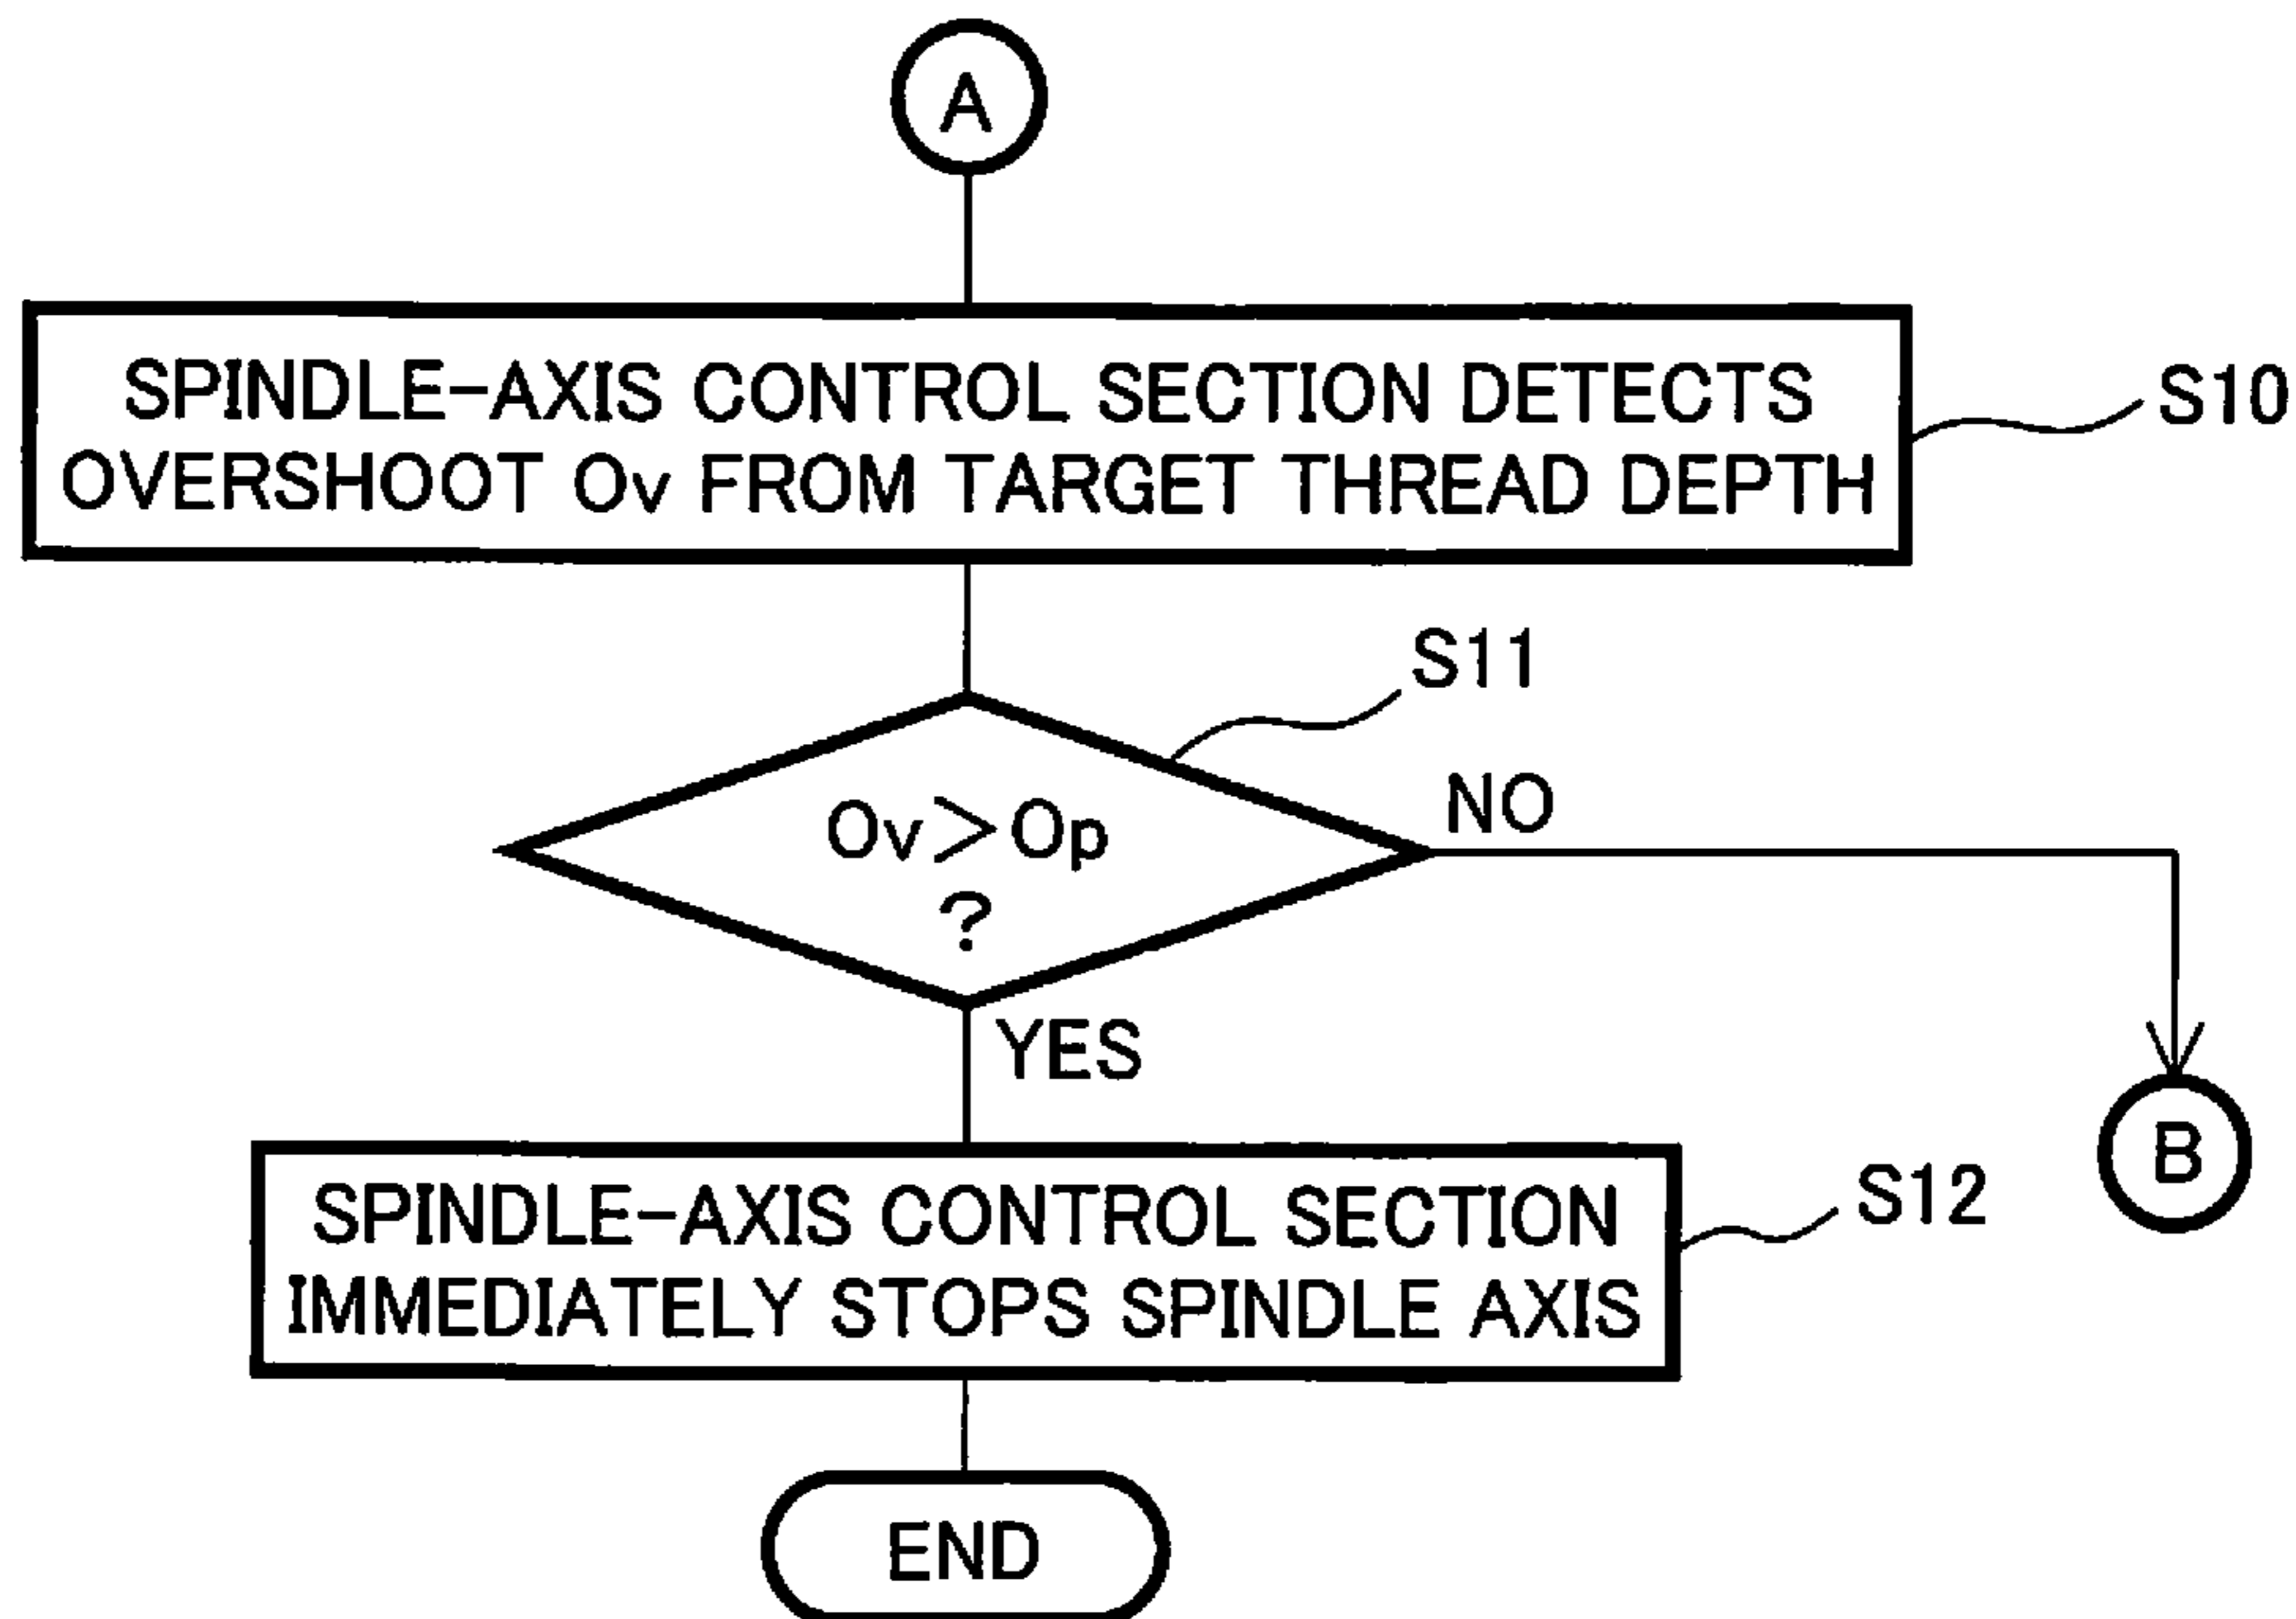 A
SPINDLE-AXIS CONTROL SECTION DETECTS
OVERSHOOT Ov FROM TARGET THREAD DEPTH
S10
S11
Ov>Op
?
NO
YES
B
SPINDLE-AXIS CONTROL SECTION
IMMEDIATELY STOPS SPINDLE AXIS
S12
END